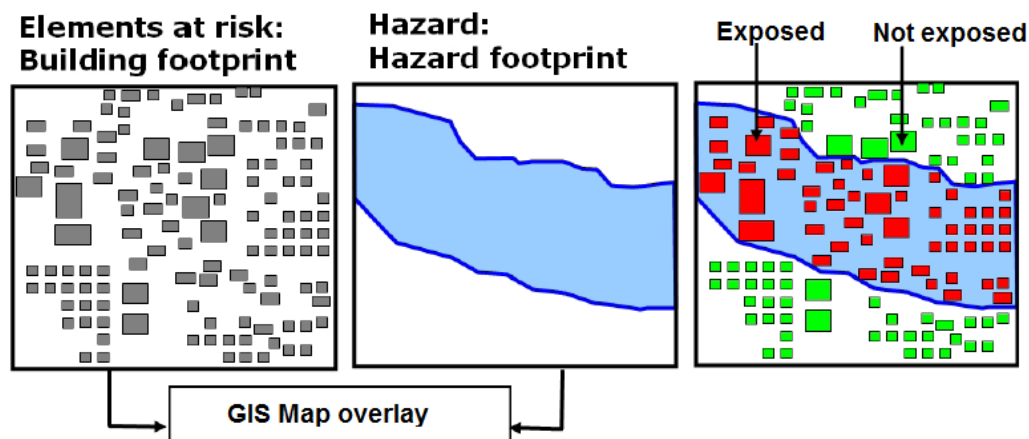 Elements at risk:
Building footprint
Hazard:
Hazard footprint
Exposed
Not exposed
GIS Map overlay